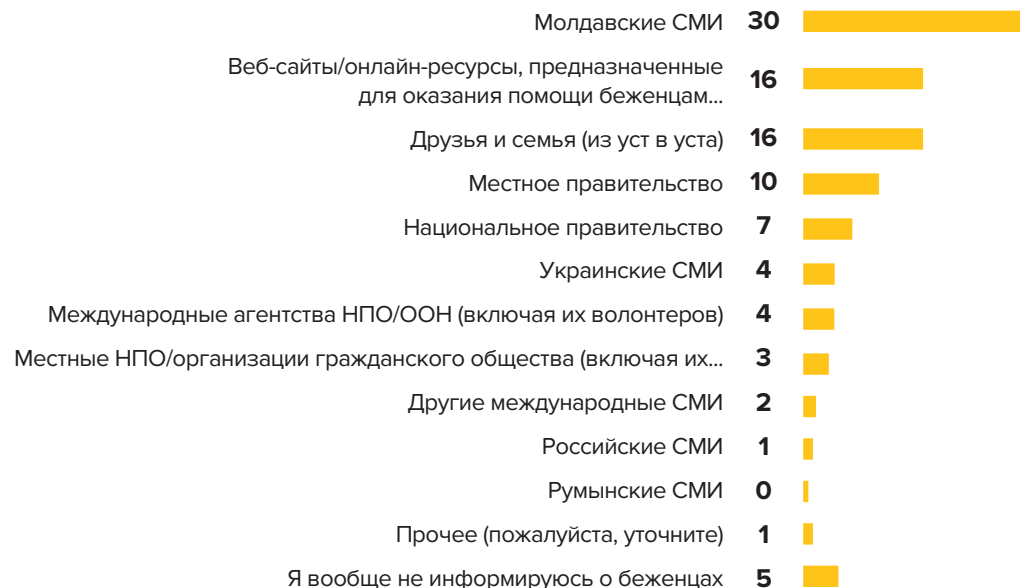 Молдавские СМИ 30
Веб-сайты/онлайн-ресурсы, предназначенные
для оказания помощи беженцам... 16
Друзья и семья (из уст в уста) 16
Местное правительство 10
Национальное правительство 7
Украинские СМИ 4
Международные агентства НПО/ООН (включая их волонтеров) 4
Местные НПО/организации гражданского общества (включая их... 3
Другие международные СМИ 2
Российские СМИ 1
Румынские СМИ 0
Прочее (пожалуйста, уточните) 1
Я вообще не информируюсь о беженцах 5